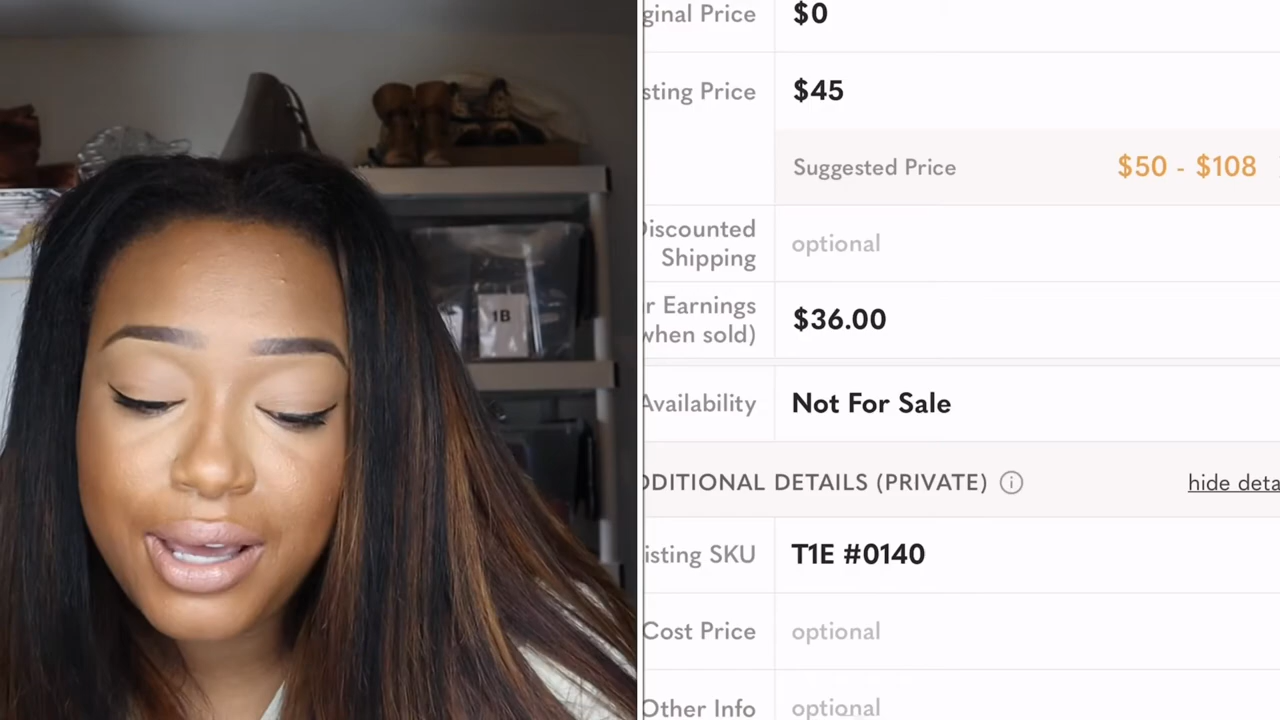 1B
ginal Price $0
sting Price $45
Suggested Price $50 - $108
Discounted
Shipping
optional
r Earnings
when sold)
$36.00
Availability Not For Sale
DDITIONAL DETAILS (PRIVATE) hide deta
isting SKU T1E #0140
Cost Price optional
Other Info optional